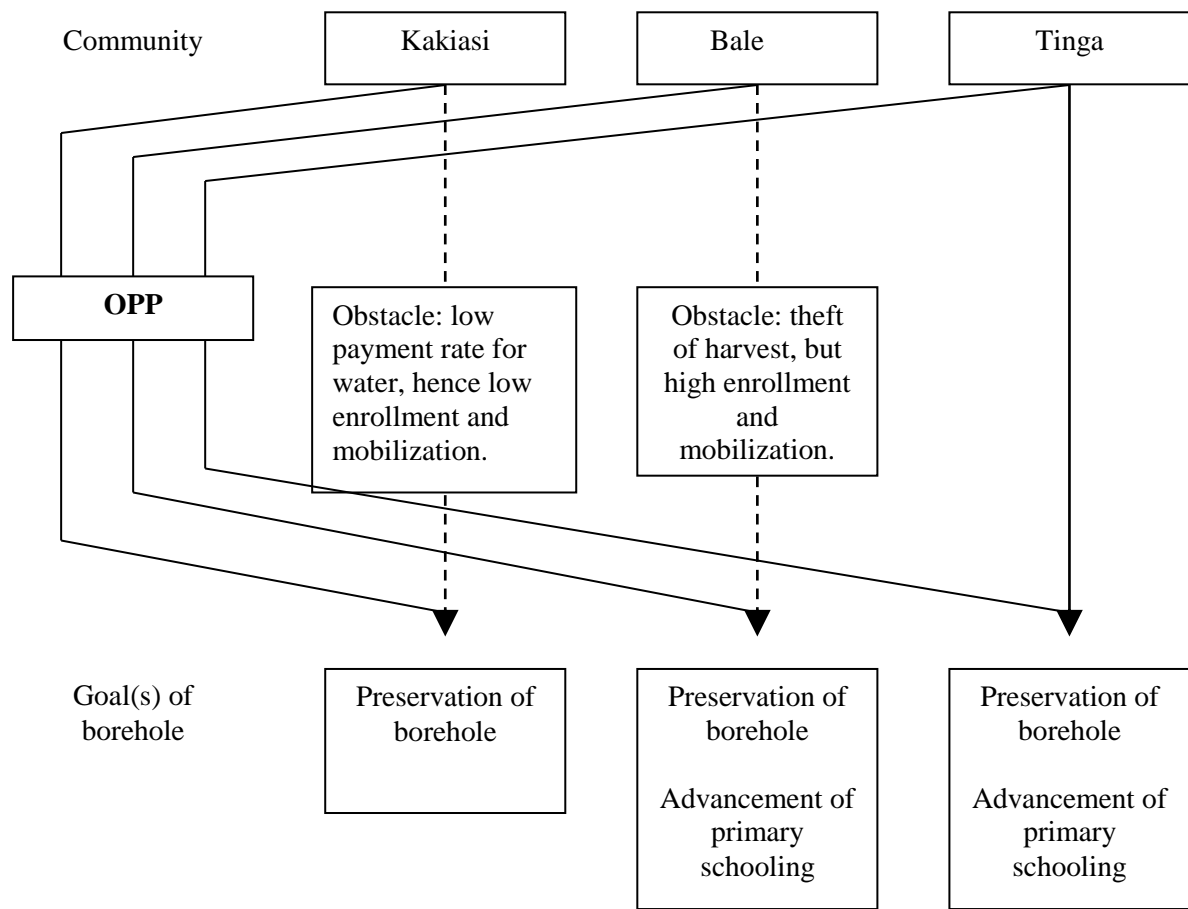 Community
Kakiasi
Bale
Tinga
OPP
Obstacle: low
payment rate for
water, hence low
enrollment and
mobilization.
Obstacle: theft
of harvest, but
high enrollment
and
mobilization.
Goal(s) of
borehole
Preservation of
borehole
Preservation of
borehole
Advancement of
primary
schooling
Preservation of
borehole
Advancement of
primary
schooling